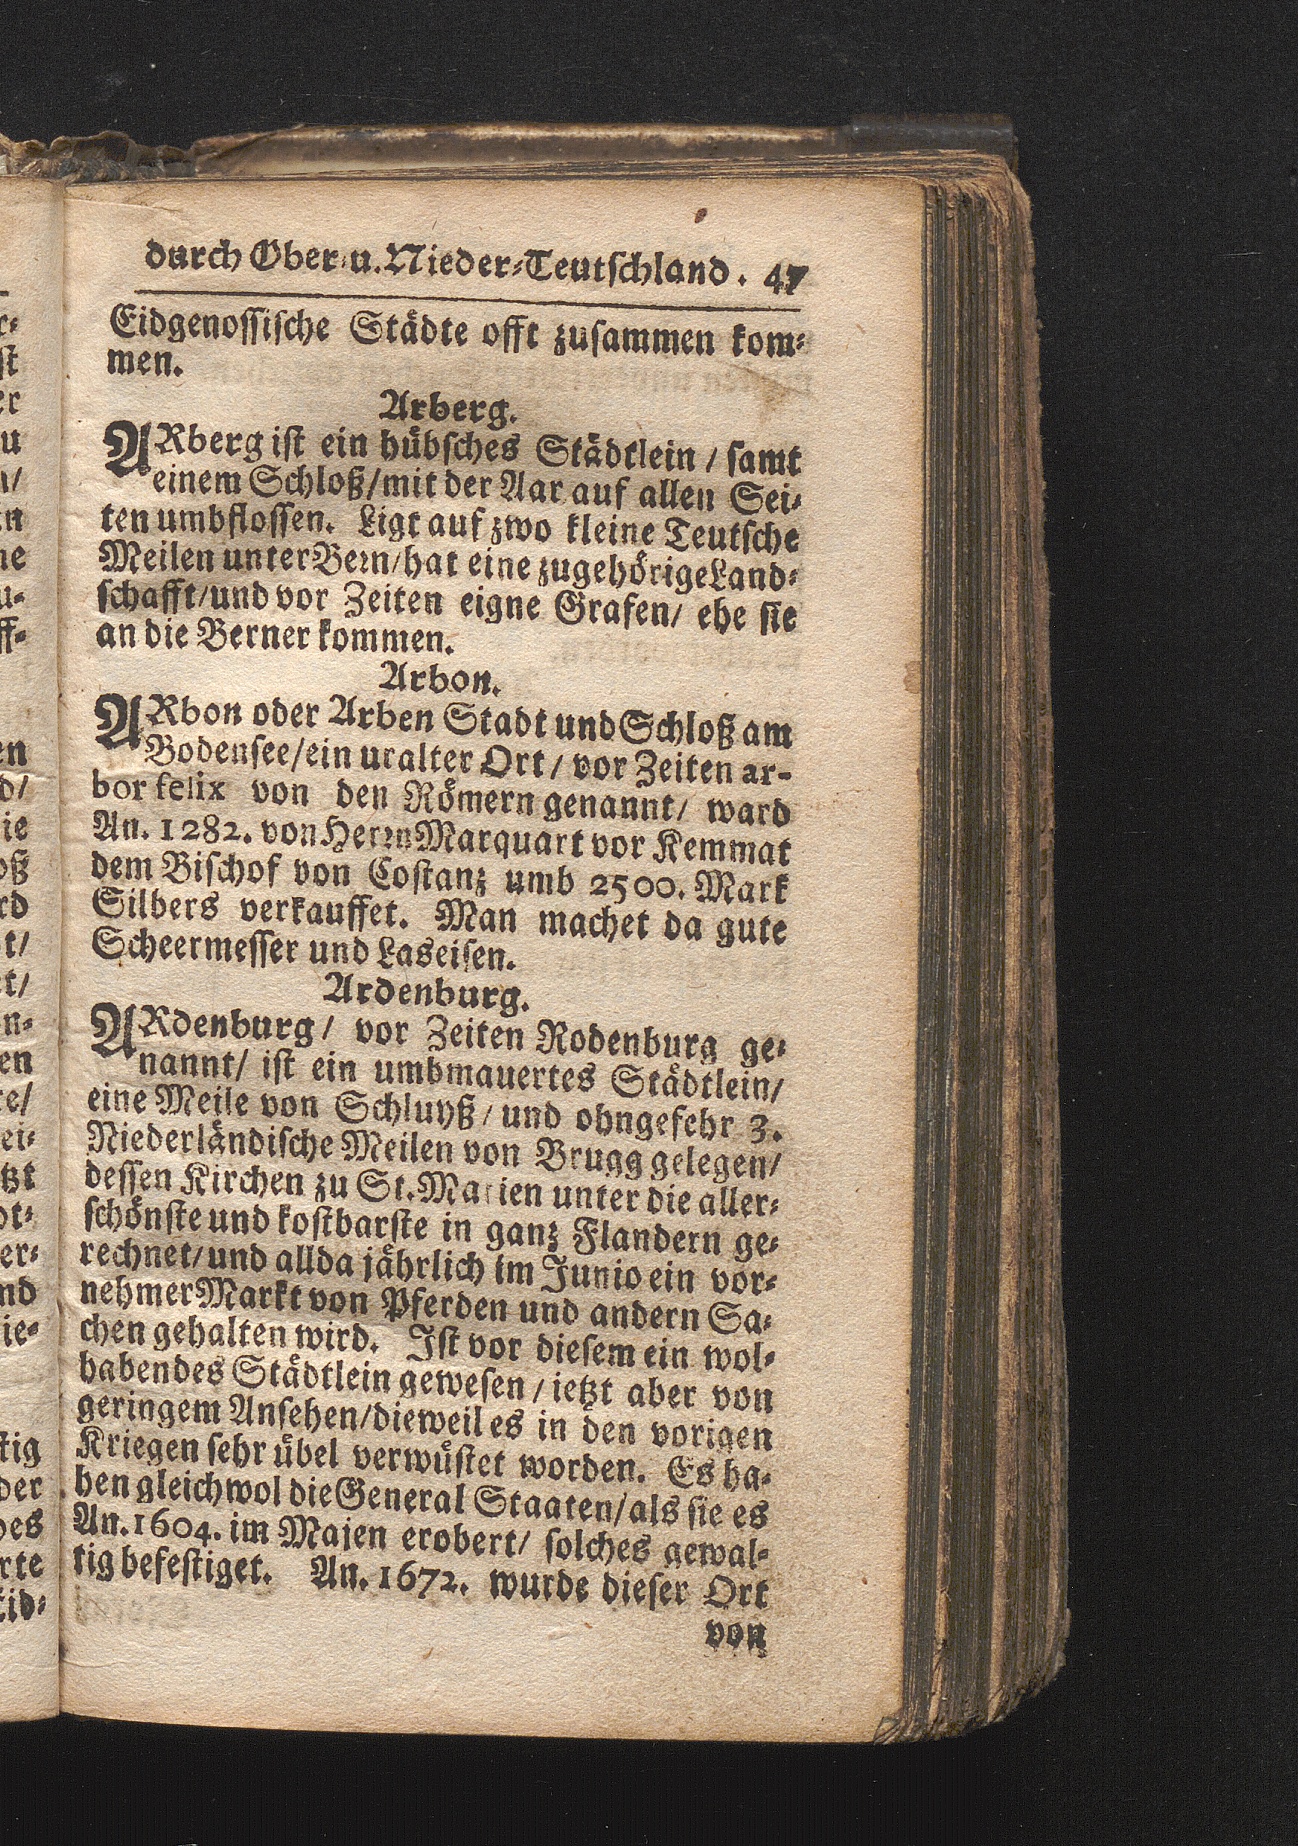 durch Ober- u. Nieder-Teutschland. 47
Eidgenossische Städte offt zusammen kom-
men.
Arberg.
ARberg ist ein hübsches Städtlein / samt
einem Schloß/mit der Aar auf allen Sei-
ten umbflossen. Ligt auf zwo kleine Teutsche
Meilen unter Bern/hat eine zugehörige Land-
schafft/und vor Zeiten eigne Grafen/ ehe sie
an die Berner kommen.
Arbon.
ARbon oder Arben Stadt und Schloß am
Bodensee/ein uralter Ort / vor Zeiten ar-
bor felix von den Römern genannt/ ward
An. 1282. von Herrn Marquart vor Kemmat
dem Bischof von Costanz umb 2500. Mark
Silbers verkauffet. Man machet da gute
Scheermesser und Laseisen.
Ardenburg.
ARdenburg / vor Zeiten Rodenburg ge-
nannt/ ist ein umbmauertes Städtlein/
eine Meile von Schluyß / und ohngefehr 3.
Niederländische Meilen von Brugg gelegen/
dessen Kirchen zu St. Marien unter die aller-
schönste und kostbarste in ganz Flandern ge-
rechnet/und allda jährlich im Junio ein vor-
nehmer Markt von Pferden und andern Sa-
chen gehalten wird. Ist vor diesem ein wol-
habendes Städtlein gewesen / ietzt aber von
geringem Ansehen/dieweil es in den vorigen
Kriegen sehr übel verwüstet worden. Es ha-
ben gleichwol die General Staaten/als sie es
An. 1604. im Majen erobert/ solches gewal-
tig befestiget. An. 1672. wurde dieser Ort
von